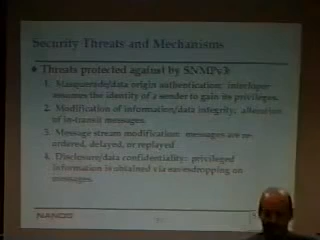 Security Threats and Mechanisms
Threats protected against by SNMPv3:
1. Masquerade/data origin authentication: interloper
assumes the identity of a sender to gain its privileges.
2. Modification of information/data integrity: alteration
of in-transit messages.
3. Message stream modification: messages are re-
ordered, delayed, or replayed
4. Disclosure/data confidentiality: privileged
information is obtained via eavesdropping on
messages.
NANOG